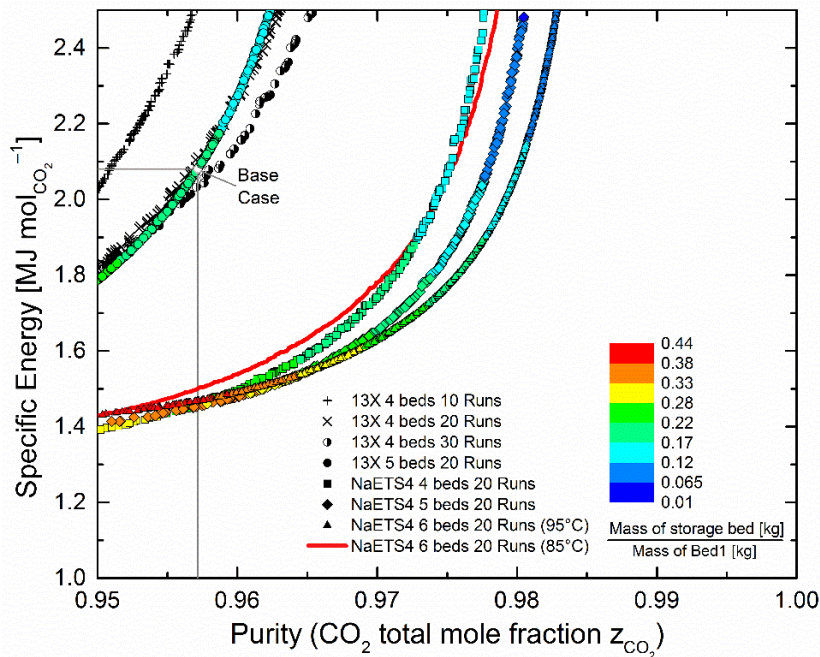 Specific Energy [MJ mol_CO₂⁻¹]
2.4
2.2
2.0
1.8
1.6
1.4
1.2
1.0
Base
Case
13X 4 beds 10 Runs
13X 4 beds 20 Runs
13X 4 beds 30 Runs
13X 5 beds 20 Runs
NaETS4 4 beds 20 Runs
NaETS4 5 beds 20 Runs
NaETS4 6 beds 20 Runs (95°C)
NaETS4 6 beds 20 Runs (85°C)
0.44
0.38
0.33
0.28
0.22
0.17
0.12
0.065
0.01
Mass of storage bed [kg]
Mass of Bed1 [kg]
0.95 0.96 0.97 0.98 0.99 1.00
Purity (CO₂ total mole fraction z_CO₂)